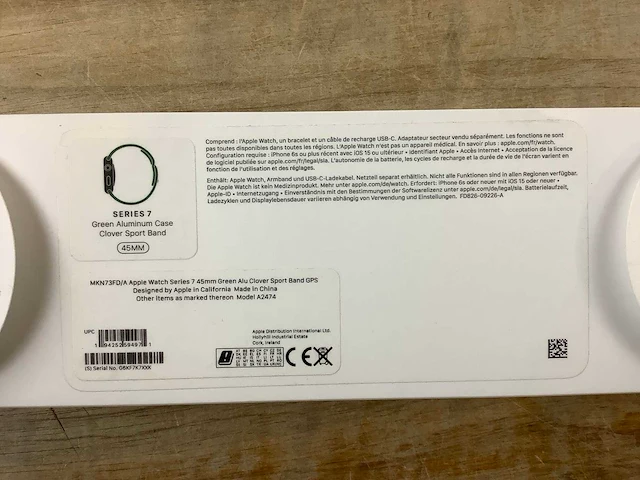 SERIES 7
Green Aluminum Case
Clover Sport Band
45MM
Comprend : l'Apple Watch, un bracelet et un câble de recharge USB-C. Adaptateur secteur vendu séparément. Les fonctions ne sont
pas toutes disponibles dans toutes les régions. L'Apple Watch n'est pas un appareil médical. En savoir plus : apple.com/fr/watch.
Configuration requise : iPhone 6s ou plus récent avec iOS 15 ou ultérieur • Identifiant Apple • Accès internet • Acceptation de la licence
de logiciel publiée sur apple.com/fr/legal/sla. L'autonomie de la batterie, les cycles de recharge et la durée de vie de l'écran varient en
fonction de l'utilisation et des réglages.
Enthält: Apple Watch, Armband und USB-C-Ladekabel. Netzteil separat erhältlich. Nicht alle Funktionen sind in allen Regionen verfügbar.
Die Apple Watch ist kein Medizinprodukt. Mehr unter apple.com/de/watch. Erfordert: iPhone 6s oder neuer mit iOS 15 oder neuer •
Apple-ID • Internetzugang • Einverständnis mit den Bestimmungen der Softwarelizenz unter apple.com/de/legal/sla. Batterielaufzeit,
Ladezyklen und Displaylebensdauer variieren abhängig von Verwendung und Einstellungen. FD826-09226-A
MKN73FD/A Apple Watch Series 7 45mm Green Alu Clover Sport Band GPS
Designed by Apple in California Made in China
Other items as marked thereon Model A2474
UPC
1 94252 59497 1
(S) Serial No. G6KF7K7XXX
Apple Distribution International Ltd.
Hollyhill Industrial Estate
Cork, Ireland
CE